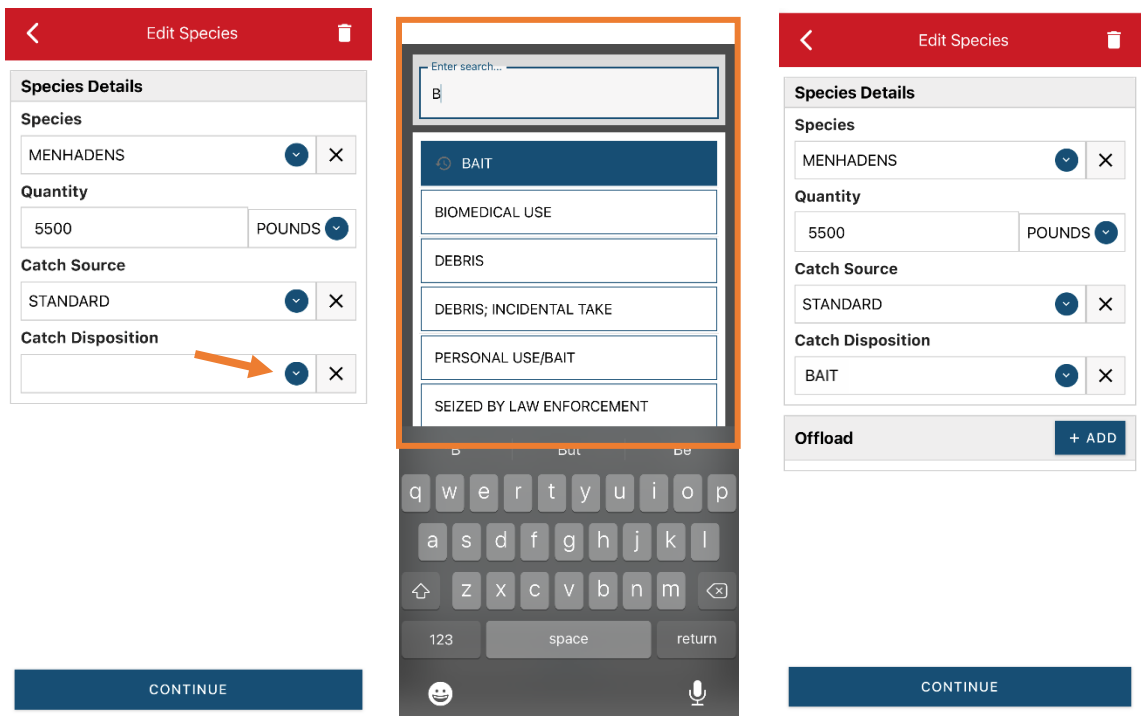 Edit Species
Species Details
Species
MENHADENS
Quantity
5500
POUNDS
Catch Source
STANDARD
Catch Disposition
CONTINUE
Enter search...
B
BAIT
BIOMEDICAL USE
DEBRIS
DEBRIS; INCIDENTAL TAKE
PERSONAL USE/BAIT
SEIZED BY LAW ENFORCEMENT
B But Be
q w e r t y u i o p
a s d f g h j k l
z x c v b n m
123 space return
Edit Species
Species Details
Species
MENHADENS
Quantity
5500
POUNDS
Catch Source
STANDARD
Catch Disposition
BAIT
Offload
+ ADD
CONTINUE